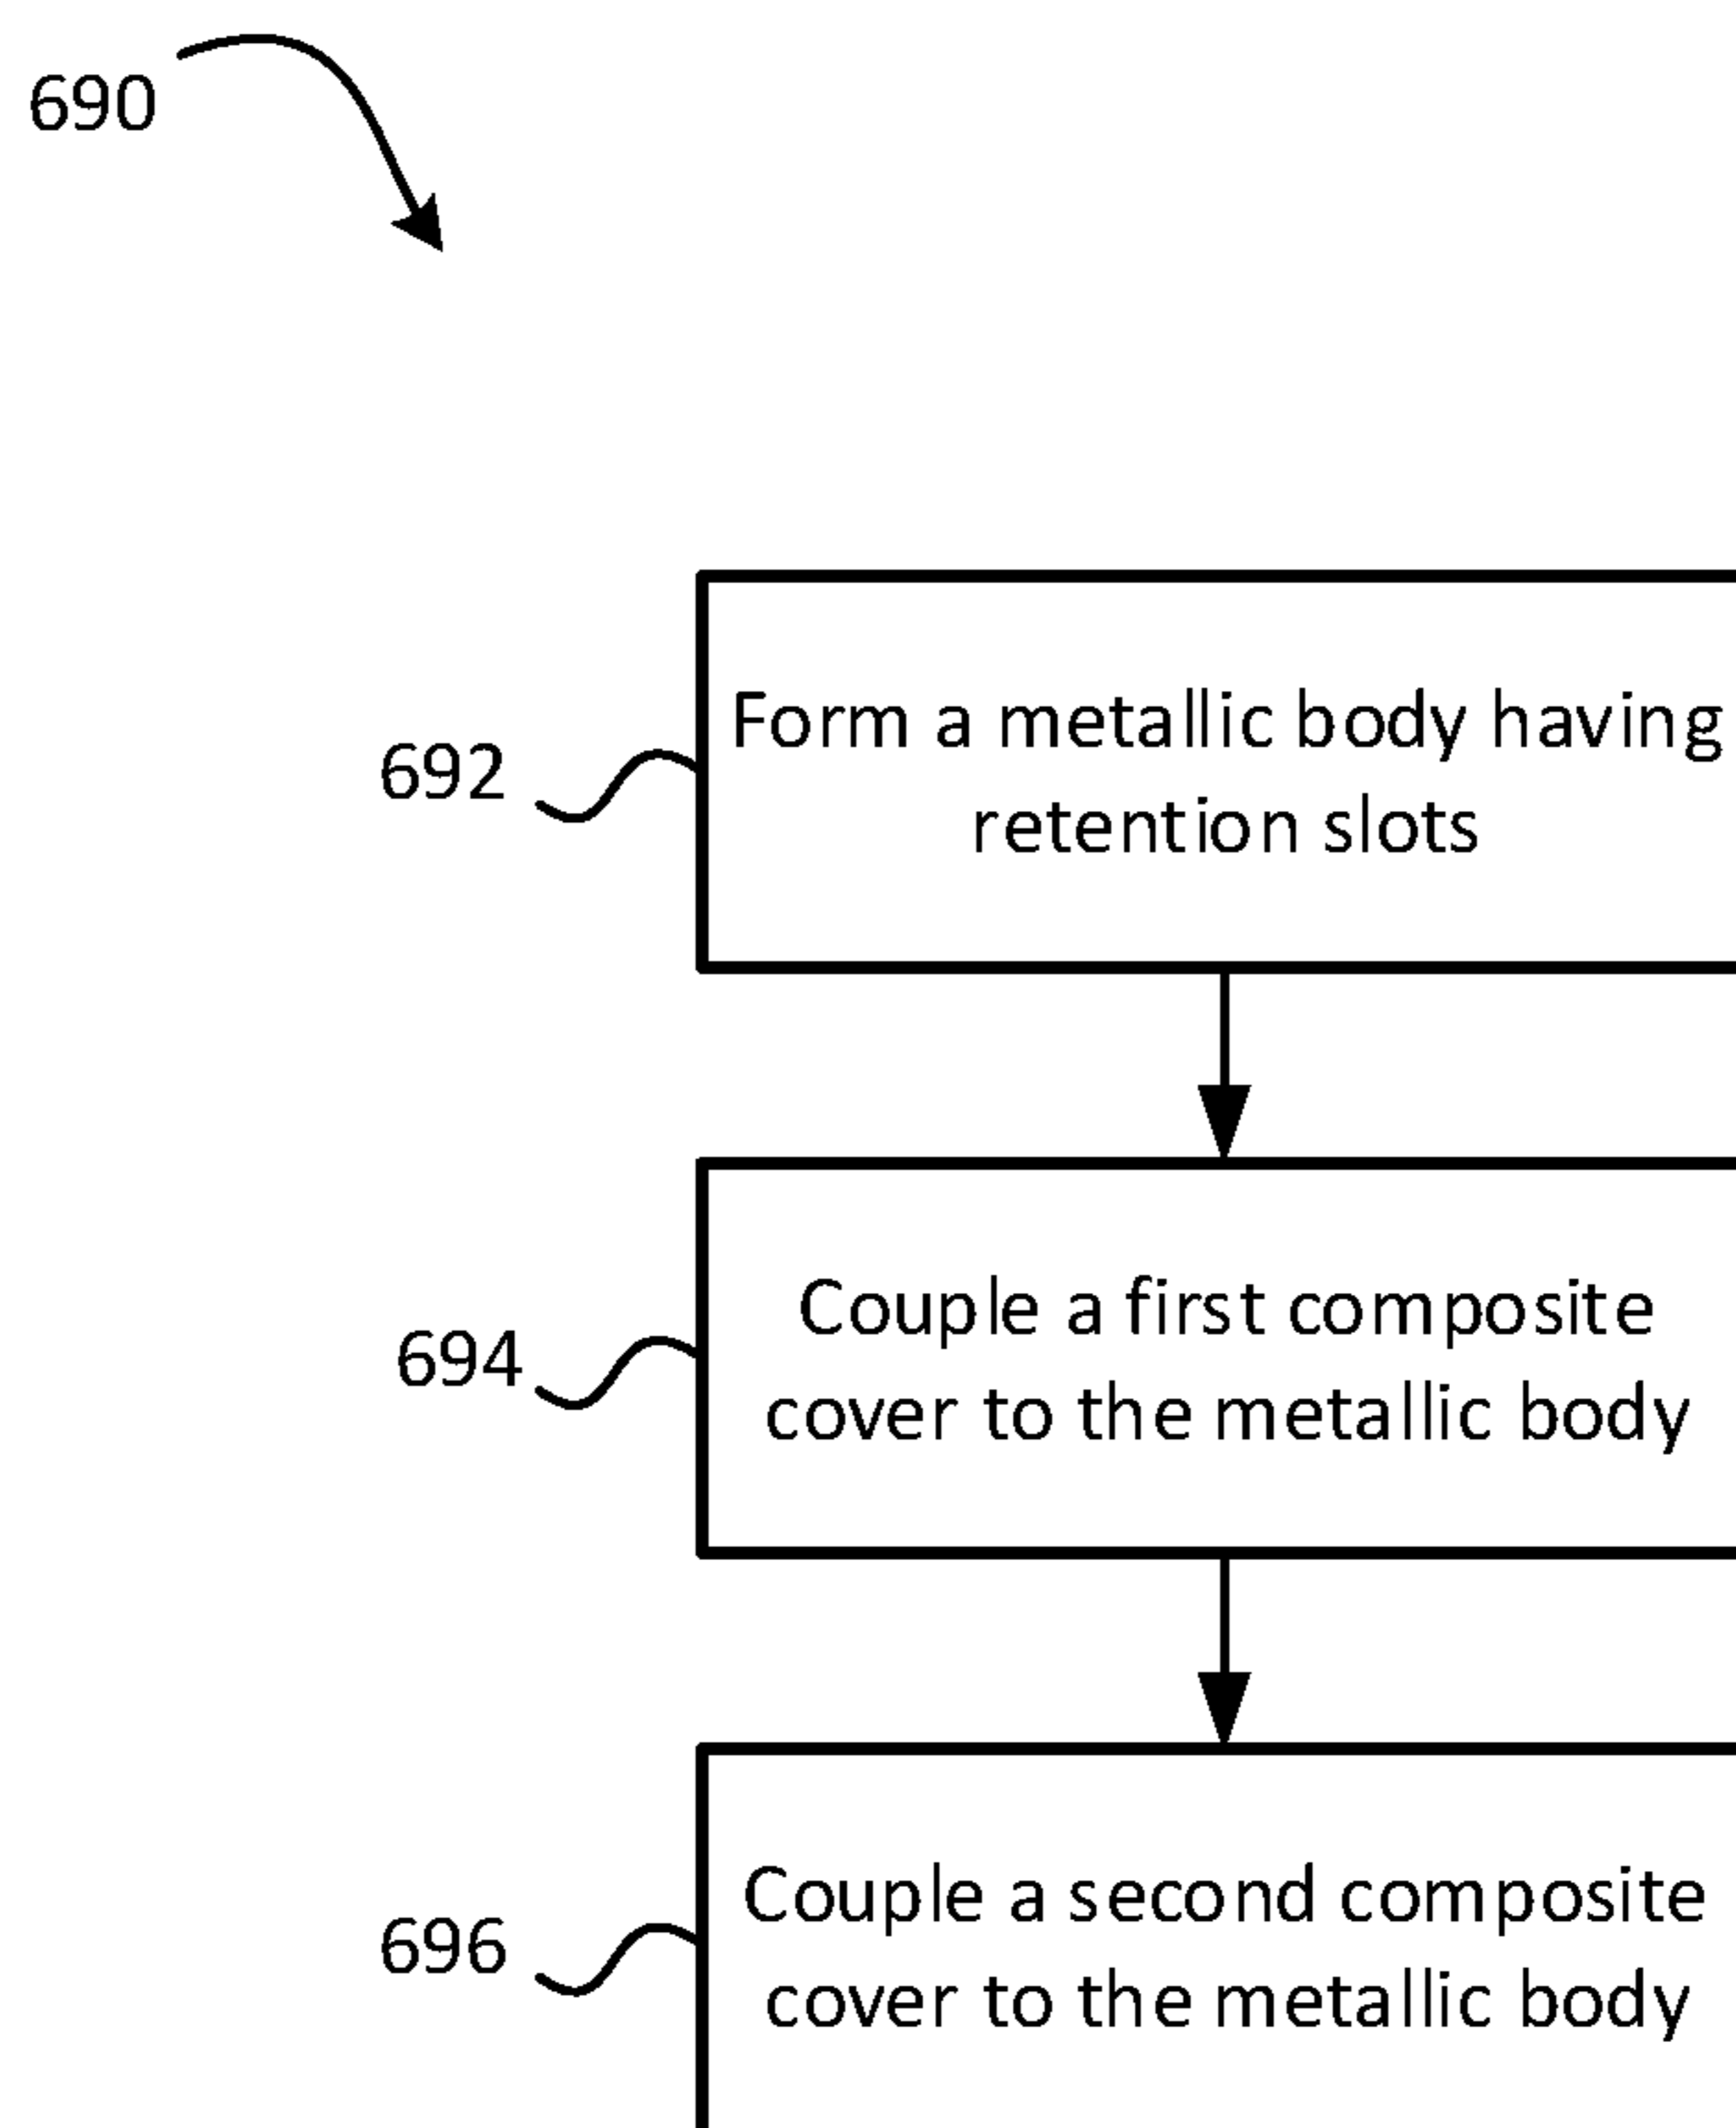 690
692
Form a metallic body having
retention slots
694
Couple a first composite
cover to the metallic body
696
Couple a second composite
cover to the metallic body